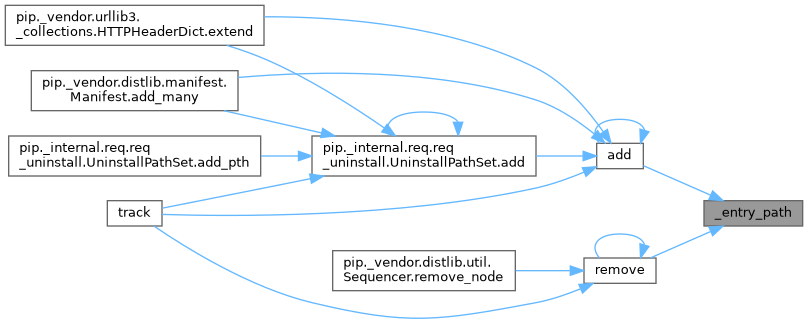 pip._vendor.urllib3.
_collections.HTTPHeaderDict.extend
pip._vendor.distlib.manifest.
Manifest.add_many
pip._internal.req.req
_uninstall.UninstallPathSet.add_pth
pip._internal.req.req
_uninstall.UninstallPathSet.add
add
track
_entry_path
pip._vendor.distlib.util.
Sequencer.remove_node
remove